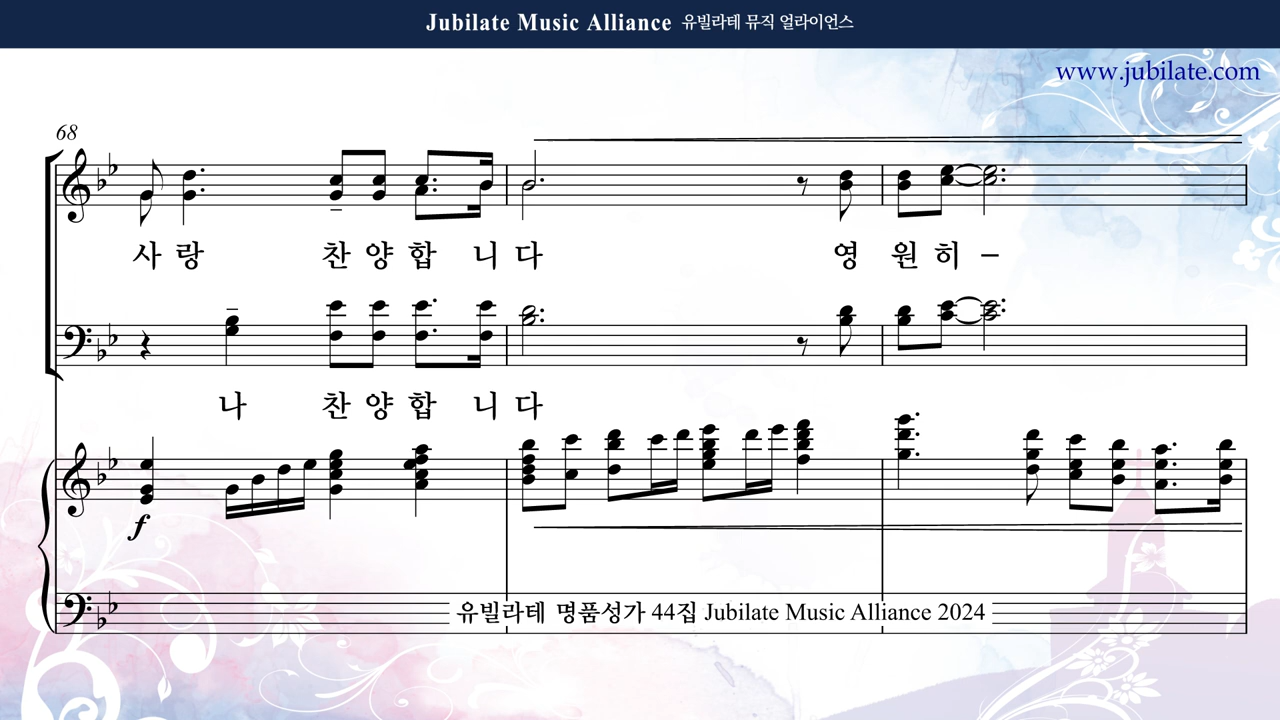 Jubilate Music Alliance 유빌라테 뮤직 얼라이언스
www.jubilate.com
68
사 랑 찬 양 합 니 다 영 원 히 –
나 찬 양 합 니 다
f
유빌라테 명품성가 44집 Jubilate Music Alliance 2024